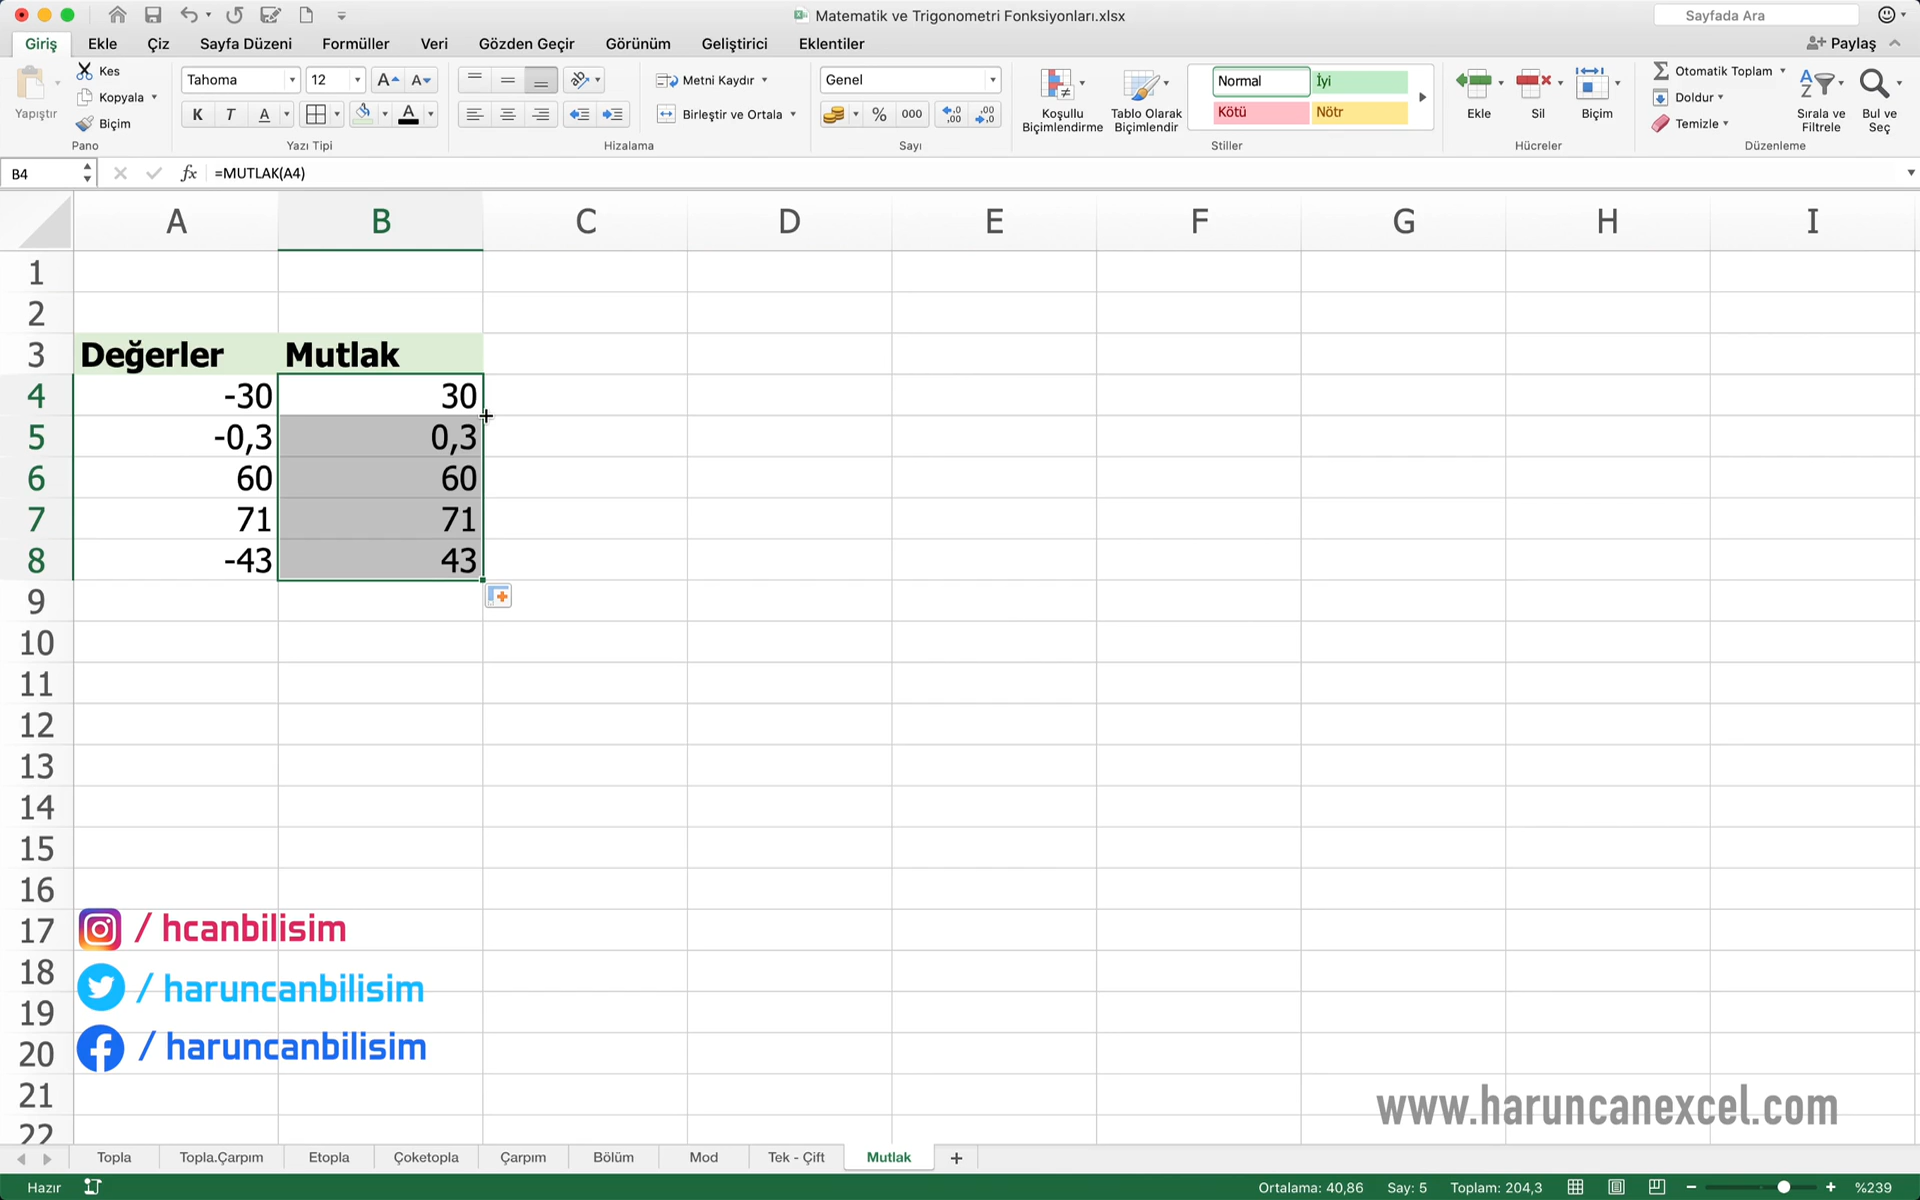 Matematik ve Trigonometri Fonksiyonları.xlsx
Sayfada Ara
Giriş Ekle Çiz Sayfa Düzeni Formüller Veri Gözden Geçir Görünüm Geliştirici Eklentiler
Paylaş
Yapıştır
Kes
Kopyala
Biçim
Pano
Tahoma 12
K T A
Yazı Tipi
Metni Kaydır
Birleştir ve Ortala
Hizalama
Genel
% 000
Sayı
Koşullu Biçimlendirme
Tablo Olarak Biçimlendir
Normal İyi
Kötü Nötr
Stiller
Ekle Sil Biçim
Hücreler
Otomatik Toplam
Doldur
Temizle
Sırala ve Filtrele
Bul ve Seç
Düzenleme
B4 fx =MUTLAK(A4)
A B C D E F G H I
1
2
3 Değerler Mutlak
4 -30 30
5 -0,3 0,3
6 60 60
7 71 71
8 -43 43
9
10
11
12
13
14
15
16
17
18
19
20
21
22
/ hcanbilisim
/ haruncanbilisim
/ haruncanbilisim
www.haruncanexcel.com
Topla Topla.Çarpım Etopla Çoketopla Çarpım Bölüm Mod Tek - Çift Mutlak +
Hazır
Ortalama: 40,86 Say: 5 Toplam: 204,3 %239